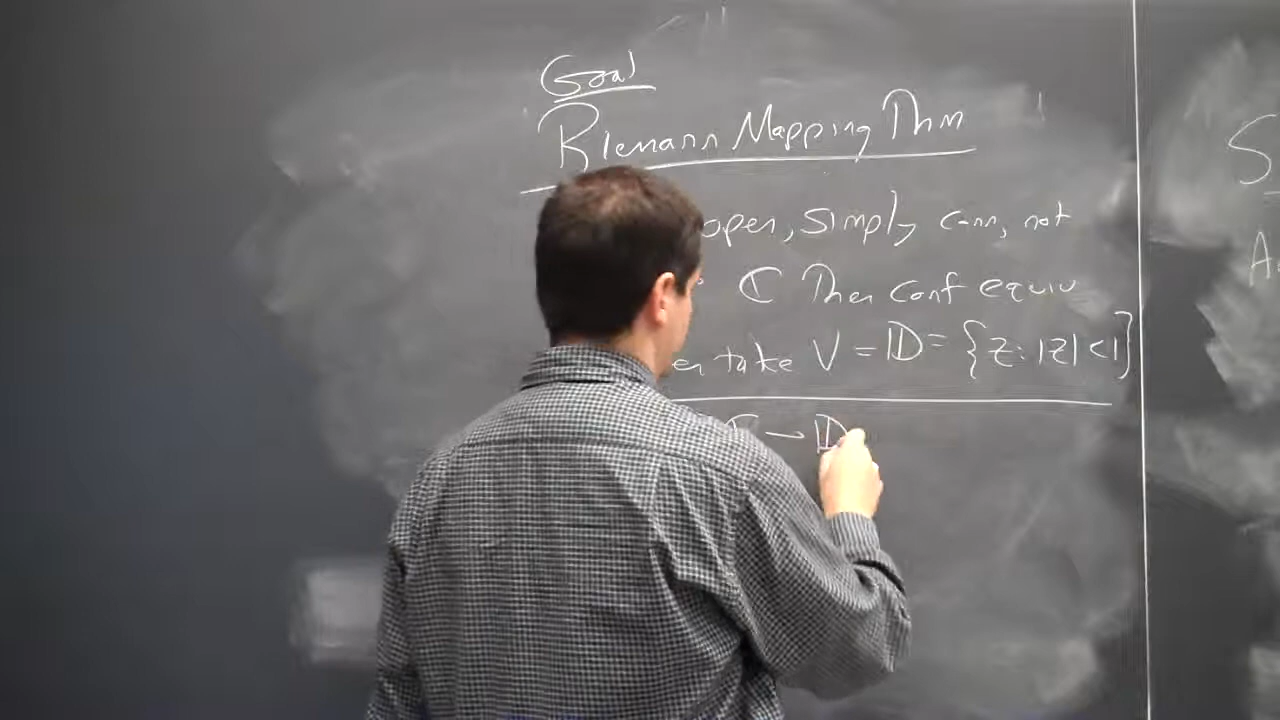 Goal
Riemann Mapping Thm
open, simply conn, not
ℂ Then conf equiv
take V = 𝔻 = {z: |z| < 1}
ℂ → 𝔻
S
A